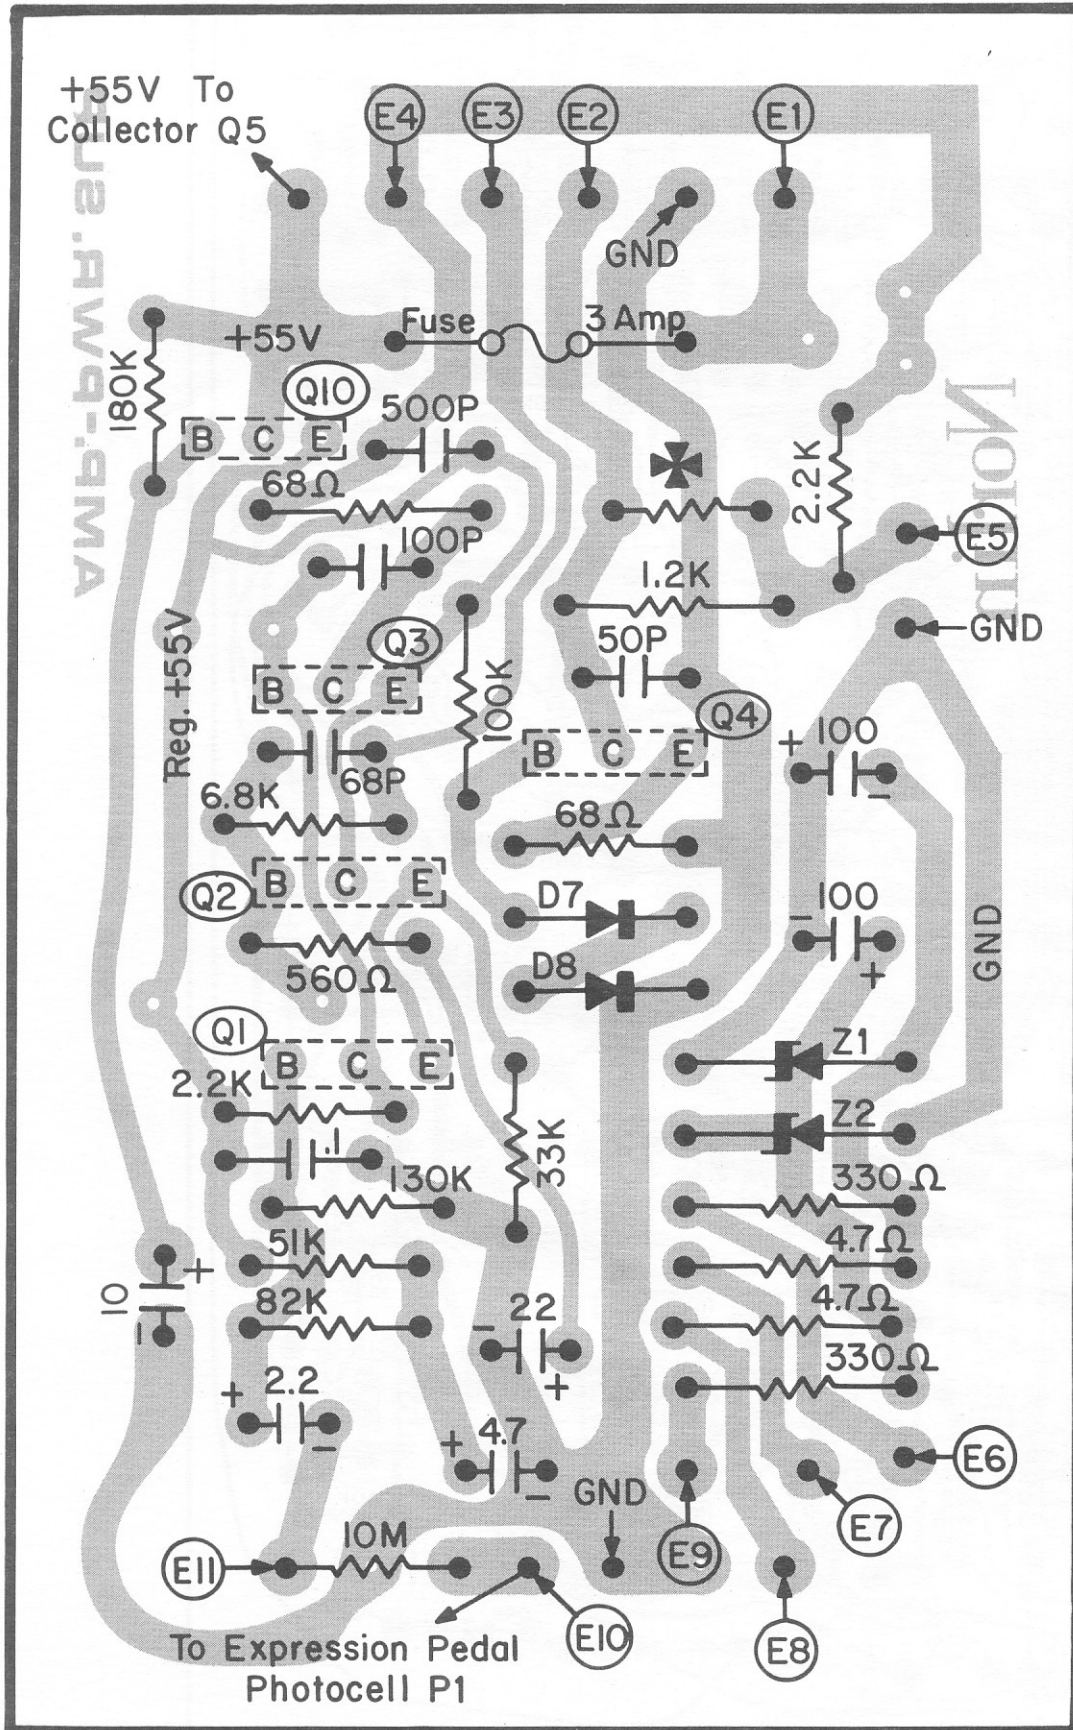 +55V To
Collector Q5
E4
E3
E2
E1
GND
Fuse
3 Amp
+55V
180K
Q10
B C E
500P
68Ω
100P
2.2K
E5
1.2K
GND
50P
Q3
B C E
Reg. +55V
100K
Q4
B C E
+ 100 -
68P
6.8K
68Ω
Q2
B C E
D7
- 100 +
560Ω
D8
GND
Q1
B C E
Z1
2.2K
Z2
.1
33K
130K
330Ω
51K
4.7Ω
10
+
-
82K
4.7Ω
- 22 +
330Ω
+ 2.2 -
+ 4.7 -
E6
GND
E7
E9
10M
E11
E10
E8
To Expression Pedal
Photocell P1
AMP.-PWR.SUP